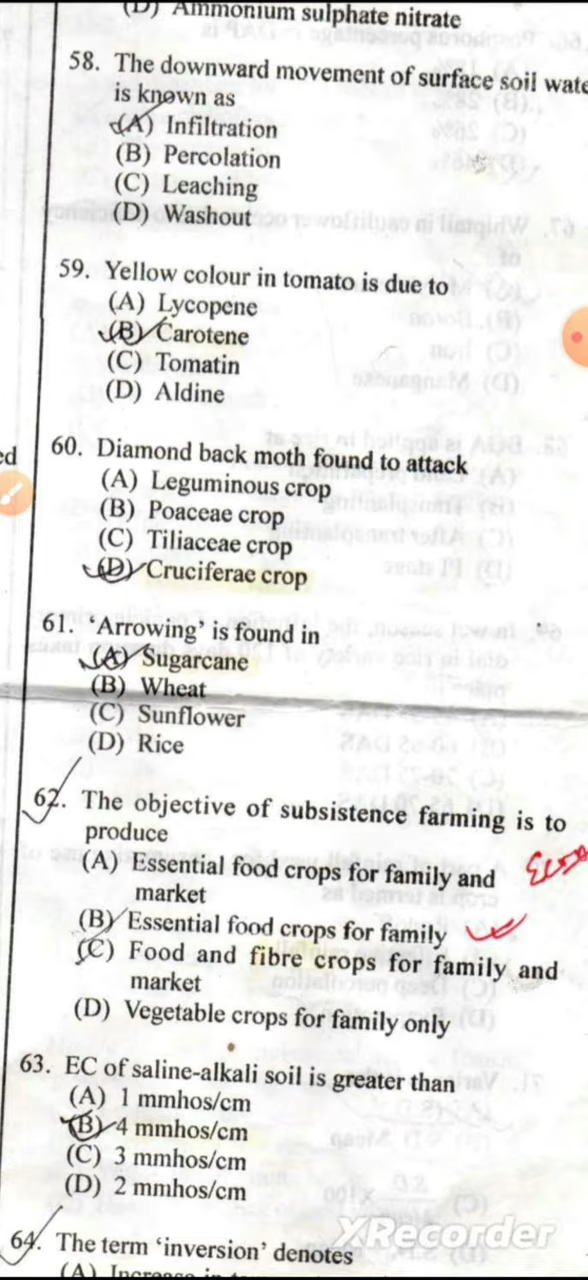 (D) Ammonium sulphate nitrate
58. The downward movement of surface soil wate
is known as
(A) Infiltration
(B) Percolation
(C) Leaching
(D) Washout
59. Yellow colour in tomato is due to
(A) Lycopene
(B) Carotene
(C) Tomatin
(D) Aldine
ed
60. Diamond back moth found to attack
(A) Leguminous crop
(B) Poaceae crop
(C) Tiliaceae crop
(D) Cruciferae crop
61. ‘Arrowing’ is found in
(A) Sugarcane
(B) Wheat
(C) Sunflower
(D) Rice
62. The objective of subsistence farming is to
produce
(A) Essential food crops for family and
market
(B) Essential food crops for family
(C) Food and fibre crops for family and
market
(D) Vegetable crops for family only
63. EC of saline-alkali soil is greater than
(A) 1 mmhos/cm
(B) 4 mmhos/cm
(C) 3 mmhos/cm
(D) 2 mmhos/cm
XRecorder
64. The term ‘inversion’ denotes
(A)